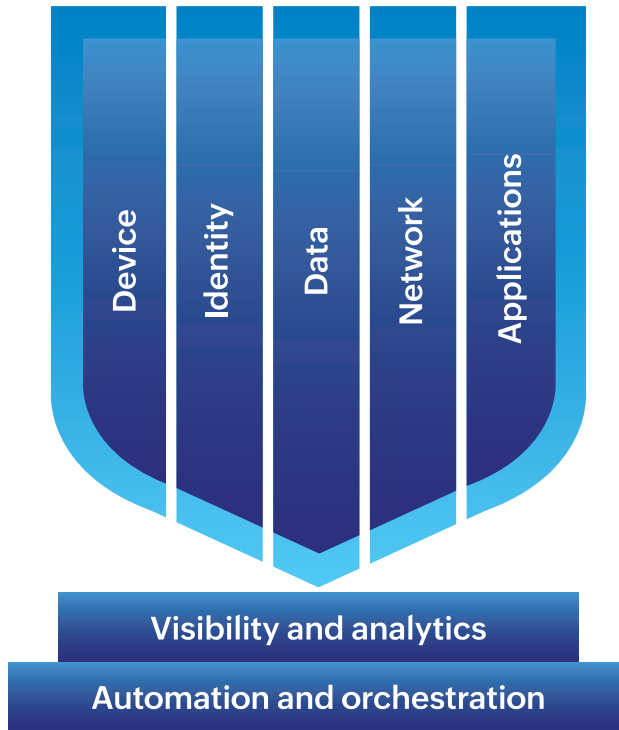 Device
Identity
Data
Network
Applications
Visibility and analytics
Automation and orchestration